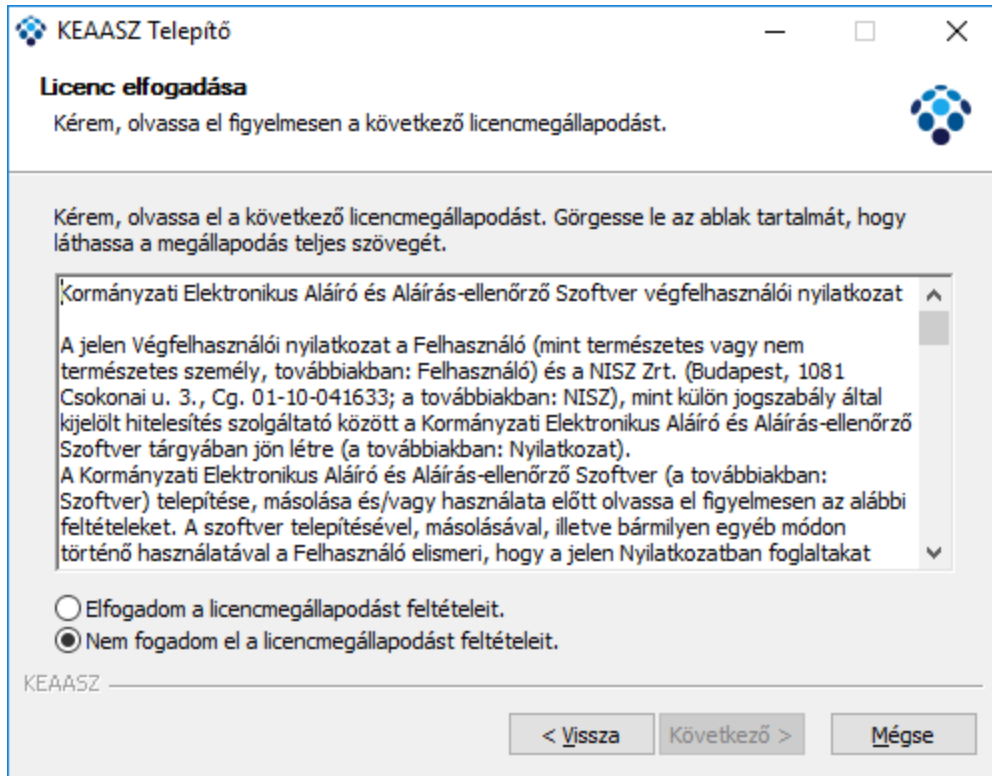 KEAASZ Telepítő
Licenc elfogadása
Kérem, olvassa el figyelmesen a következő licencmegállapodást.
Kérem, olvassa el a következő licencmegállapodást. Görgesse le az ablak tartalmát, hogy
láthassa a megállapodás teljes szövegét.
Kormányzati Elektronikus Aláíró és Aláírás-ellenőrző Szoftver végfelhasználói nyilatkozat
A jelen Végfelhasználói nyilatkozat a Felhasználó (mint természetes vagy nem
természetes személy, továbbiakban: Felhasználó) és a NISZ Zrt. (Budapest, 1081
Csokonai u. 3., Cg. 01-10-041633; a továbbiakban: NISZ), mint külön jogszabály által
kijelölt hitelesítés szolgáltató között a Kormányzati Elektronikus Aláíró és Aláírás-ellenőrző
Szoftver tárgyában jön létre (a továbbiakban: Nyilatkozat).
A Kormányzati Elektronikus Aláíró és Aláírás-ellenőrző Szoftver (a továbbiakban:
Szoftver) telepítése, másolása és/vagy használata előtt olvassa el figyelmesen az alábbi
feltételeket. A szoftver telepítésével, másolásával, illetve bármilyen egyéb módon
történő használatával a Felhasználó elismeri, hogy a jelen Nyilatkozatban foglaltakat
Elfogadom a licencmegállapodást feltételeit.
Nem fogadom el a licencmegállapodást feltételeit.
KEAASZ
< Vissza
Következő >
Mégse